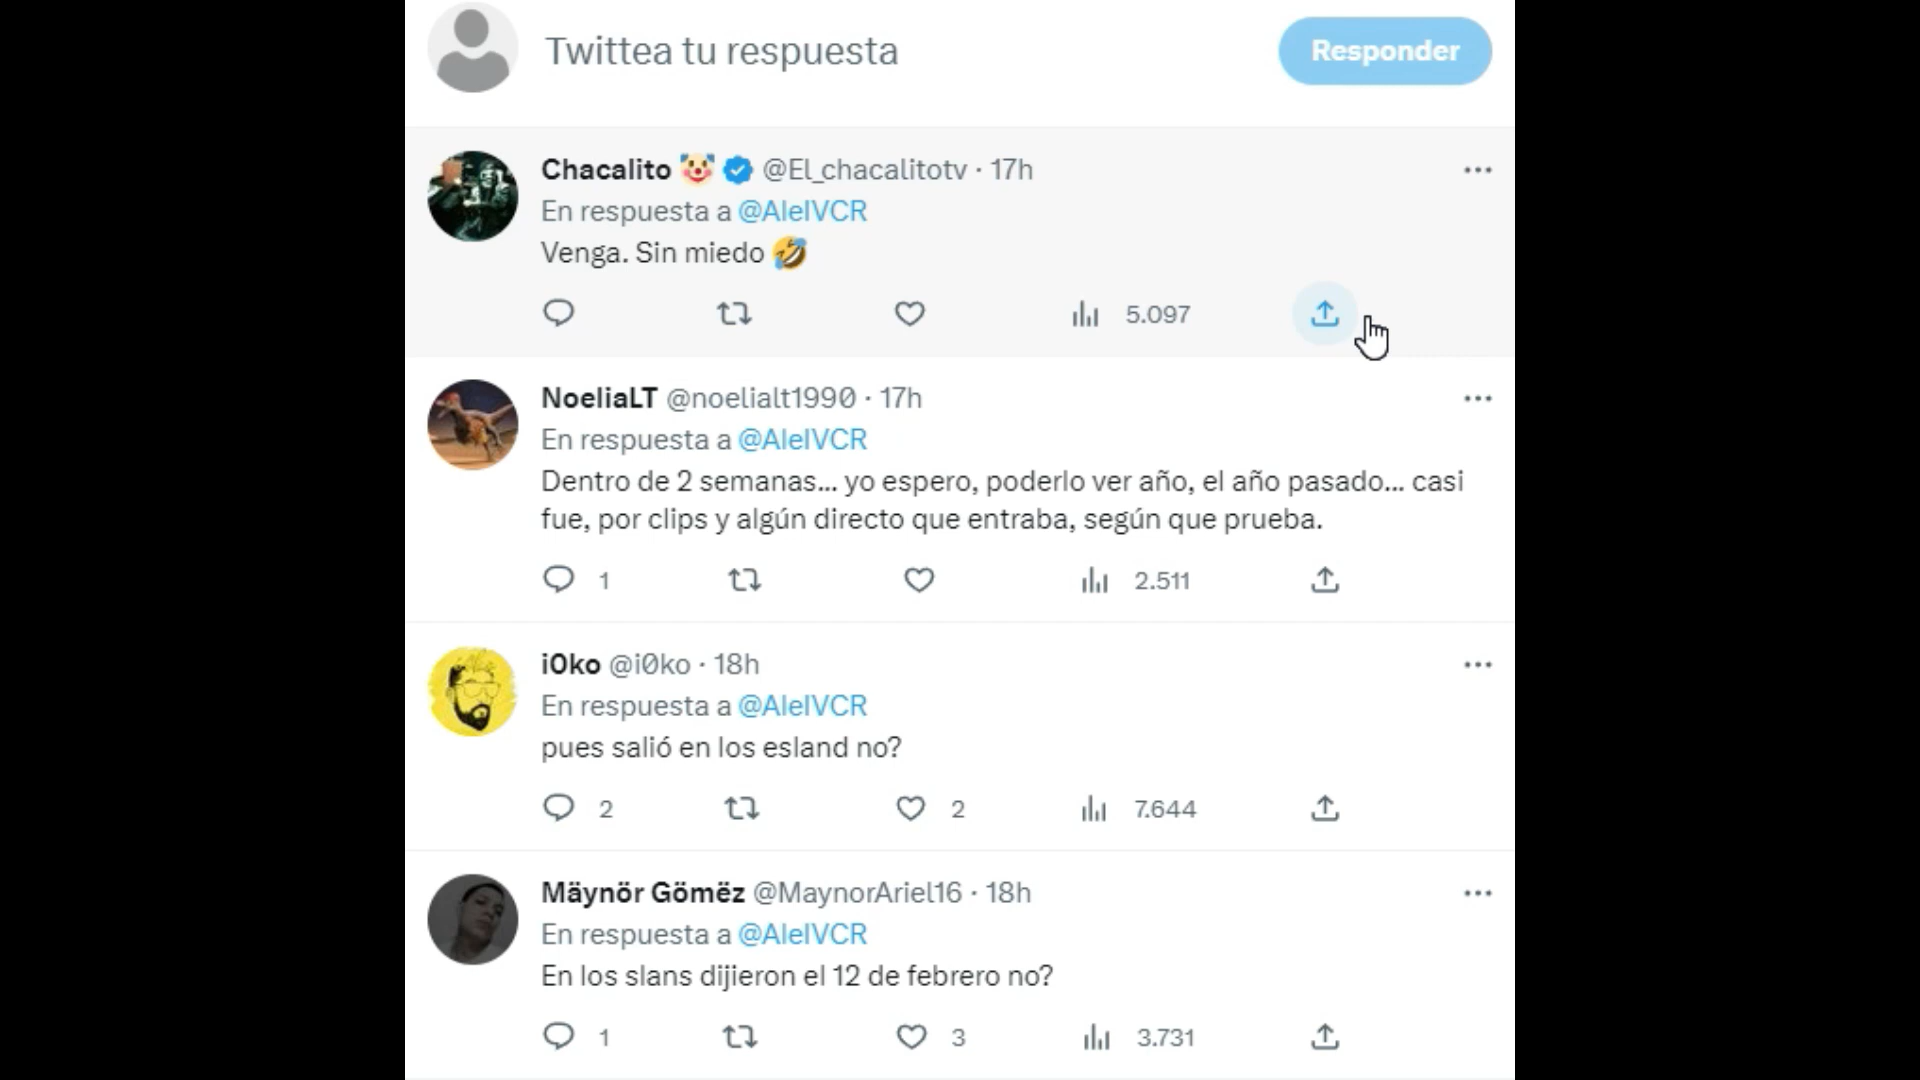 Twittea tu respuesta
Responder
Chacalito 🤡 @El_chacalitotv · 17h
En respuesta a @AleIVCR
Venga. Sin miedo 🤣
5.097
NoeliaLT @noelialt1990 · 17h
En respuesta a @AleIVCR
Dentro de 2 semanas... yo espero, poderlo ver año, el año pasado... casi
fue, por clips y algún directo que entraba, según que prueba.
1 2.511
i0ko @i0ko · 18h
En respuesta a @AleIVCR
pues salió en los esland no?
2 2 7.644
Mäynör Gömëz @MaynorAriel16 · 18h
En respuesta a @AleIVCR
En los slans dijieron el 12 de febrero no?
1 3 3.731